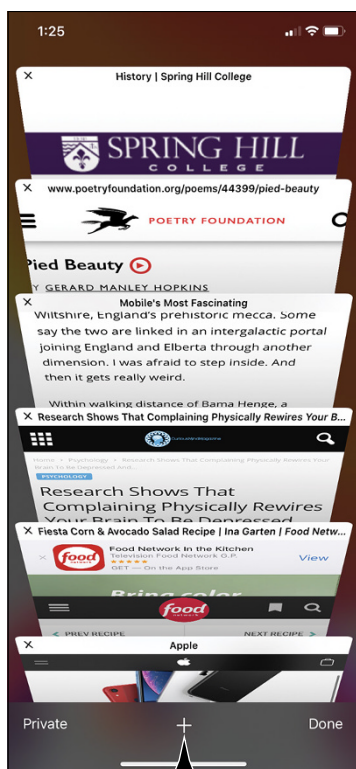 1:25
× History | Spring Hill College
SPRING HILL
COLLEGE
× www.poetryfoundation.org/poems/44399/pied-beauty
POETRY FOUNDATION
Pied Beauty
BY GERARD MANLEY HOPKINS
× Mobile's Most Fascinating
Wiltshire, England's prehistoric mecca. Some
say the two are linked in an intergalactic portal
joining England and Elberta through another
dimension. I was afraid to step inside. And
then it gets really weird.
Within walking distance of Bama Henge, a
× Research Shows That Complaining Physically Rewires Your B...
Home > Psychology > Research Shows That Complaining Physically Rewires Your
Brain To Be Depressed And...
PSYCHOLOGY
Research Shows That
Complaining Physically Rewires
Your Brain To Be Depressed
× Fiesta Corn & Avocado Salad Recipe | Ina Garten | Food Netw...
× food Food Network In the Kitchen
Television Food Network G.P.
GET — On the App Store
View
Bring color
food
network
< PREV RECIPE NEXT RECIPE >
× Apple
Private + Done